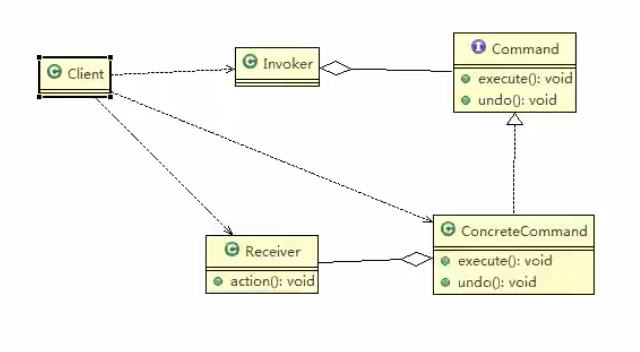 Client
Invoker
Command
execute(): void
undo(): void
Receiver
action(): void
ConcreteCommand
execute(): void
undo(): void